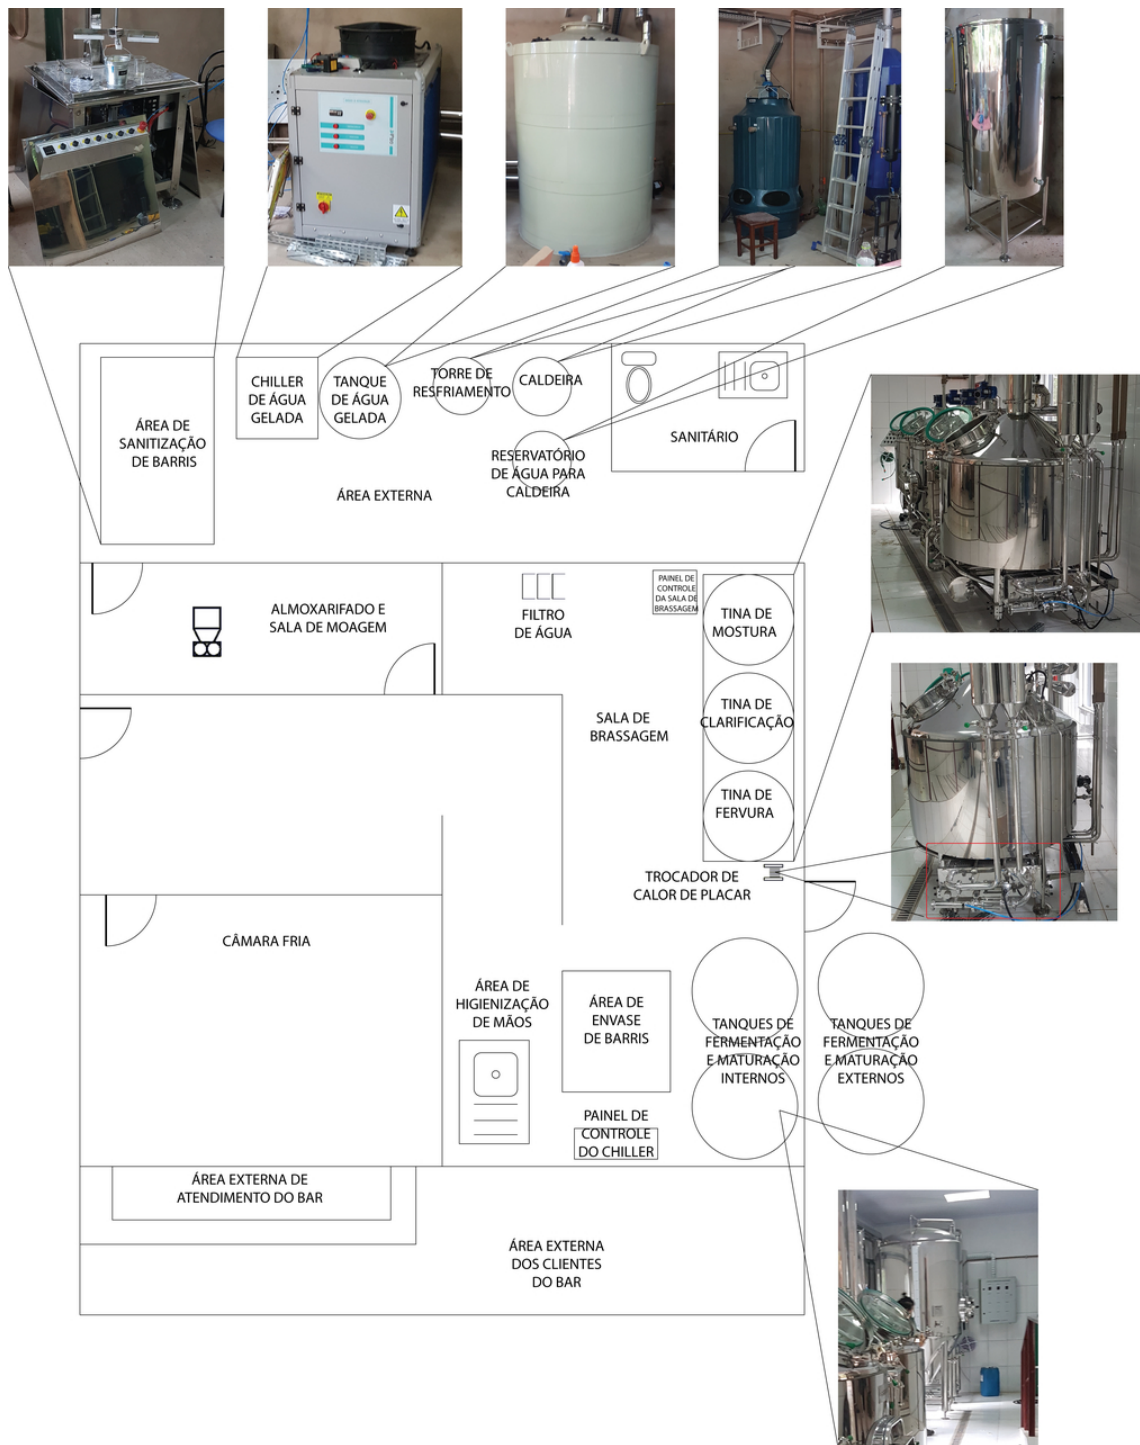 CHILLER
DE ÁGUA
GELADA
TANQUE
DE ÁGUA
GELADA
TORRE DE
RESFRIAMENTO
CALDEIRA
ÁREA DE
SANITIZAÇÃO
DE BARRIS
SANITÁRIO
RESERVATÓRIO
DE ÁGUA PARA
CALDEIRA
ÁREA EXTERNA
ALMOXARIFADO E
SALA DE MOAGEM
FILTRO
DE ÁGUA
PAINEL DE
CONTROLE
DA SALA DE
BRASSAGEM
TINA DE
MOSTURA
SALA DE
BRASSAGEM
TINA DE
CLARIFICAÇÃO
TINA DE
FERVURA
TROCADOR DE
CALOR DE PLACAR
CÂMARA FRIA
ÁREA DE
HIGIENIZAÇÃO
DE MÃOS
ÁREA DE
ENVASE
DE BARRIS
TANQUES DE
FERMENTAÇÃO
E MATURAÇÃO
INTERNOS
TANQUES DE
FERMENTAÇÃO
E MATURAÇÃO
EXTERNOS
PAINEL DE
CONTROLE
DO CHILLER
ÁREA EXTERNA DE
ATENDIMENTO DO BAR
ÁREA EXTERNA
DOS CLIENTES
DO BAR